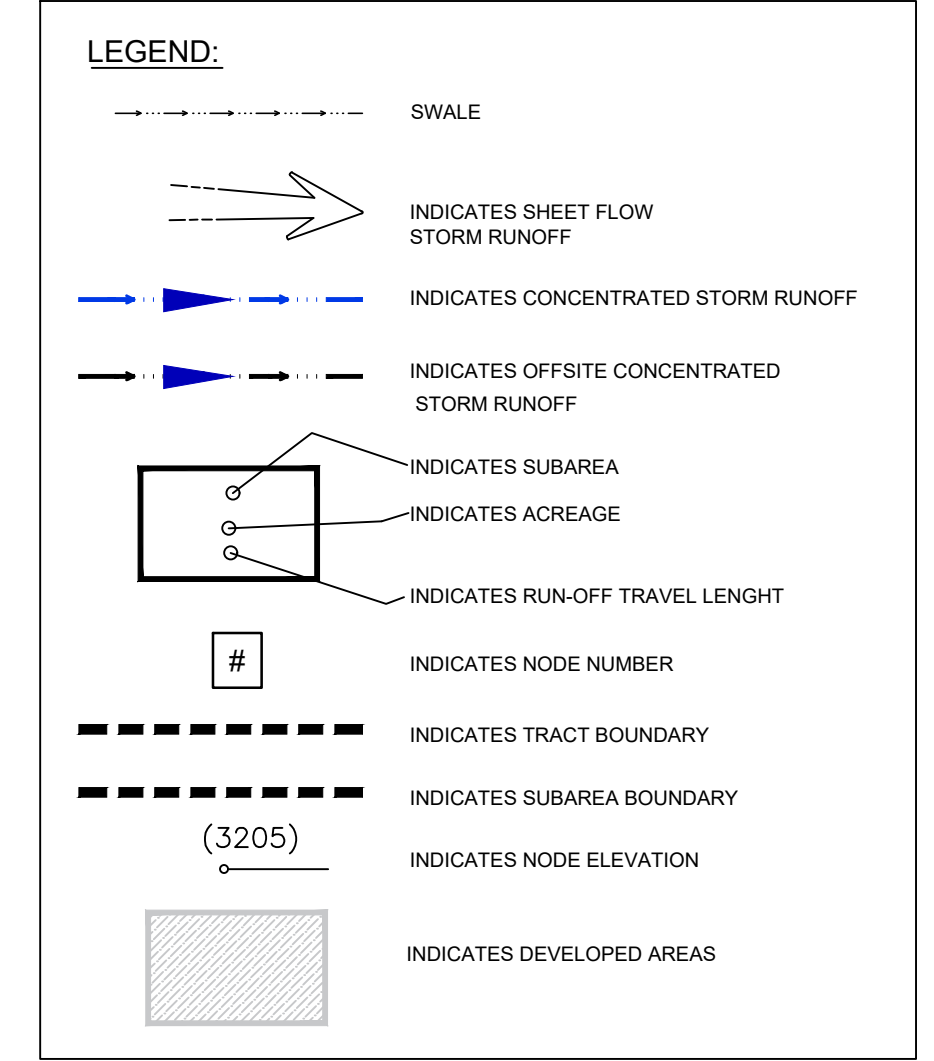 LEGEND:
SWALE
INDICATES SHEET FLOW
STORM RUNOFF
INDICATES CONCENTRATED STORM RUNOFF
INDICATES OFFSITE CONCENTRATED
STORM RUNOFF
INDICATES SUBAREA
INDICATES ACREAGE
INDICATES RUN-OFF TRAVEL LENGHT
#
INDICATES NODE NUMBER
INDICATES TRACT BOUNDARY
INDICATES SUBAREA BOUNDARY
(3205)
INDICATES NODE ELEVATION
INDICATES DEVELOPED AREAS